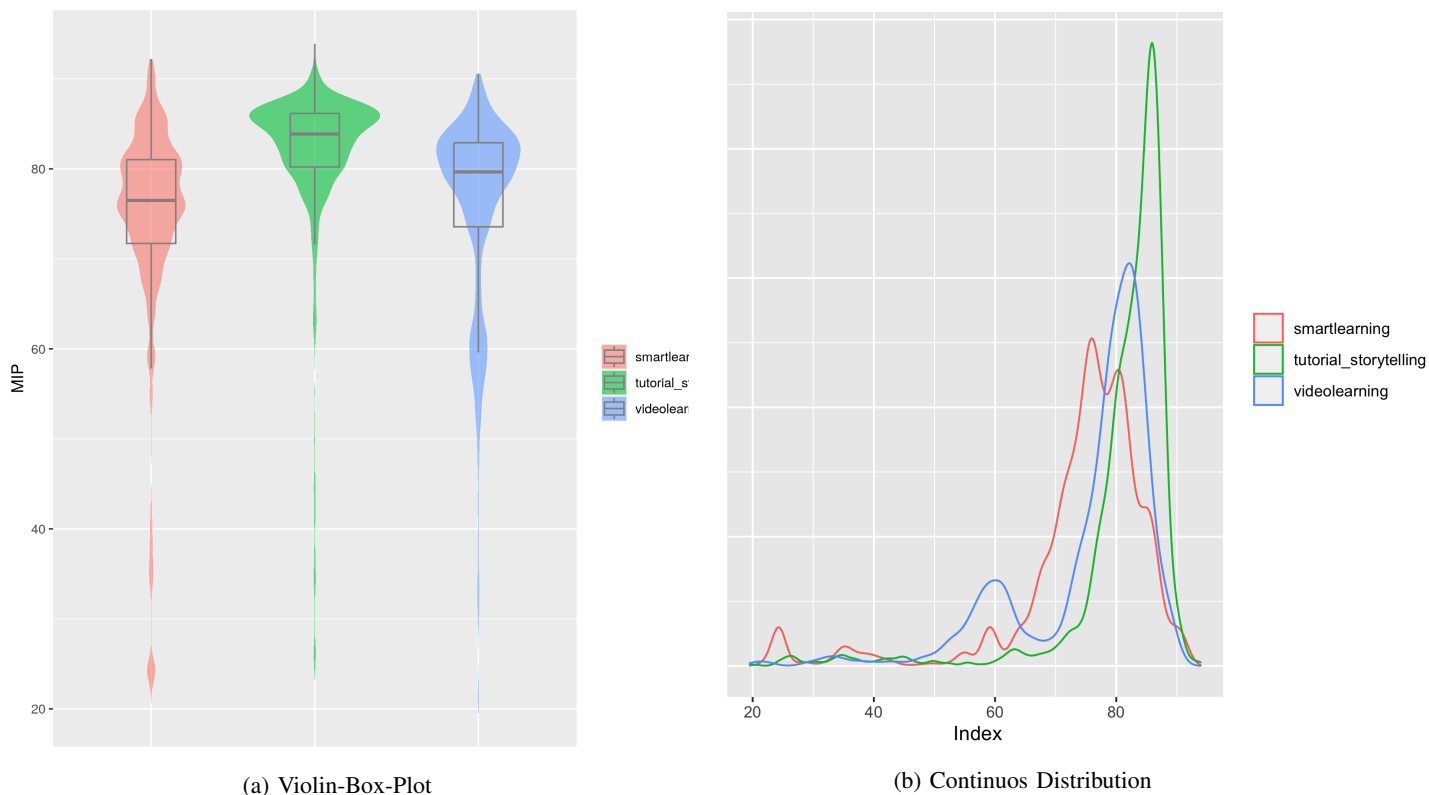 MIP
80
60
40
20
smartlear
tutorial_s
videolear
(a) Violin-Box-Plot
smartlearning
tutorial_storytelling
videolearning
20 40 60 80
Index
(b) Continuos Distribution